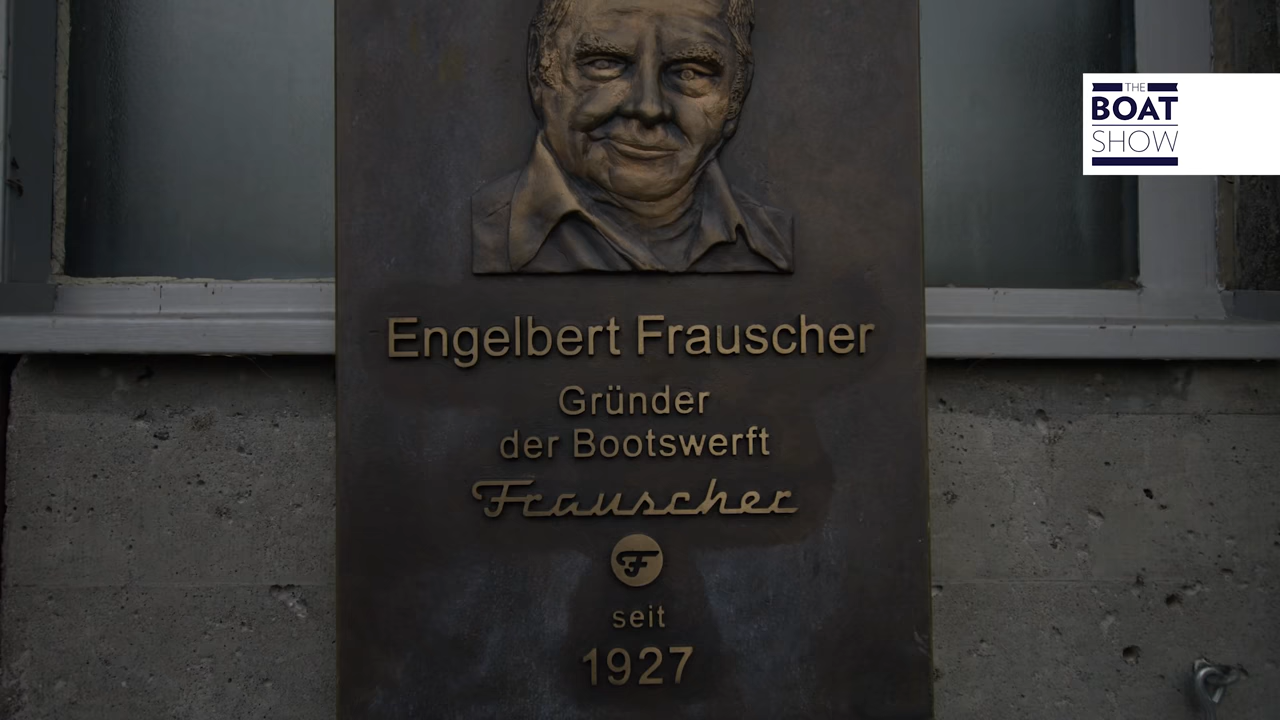 THE
BOAT
SHOW
Engelbert Frauscher
Gründer
der Bootswerft
Frauscher
F
seit
1927